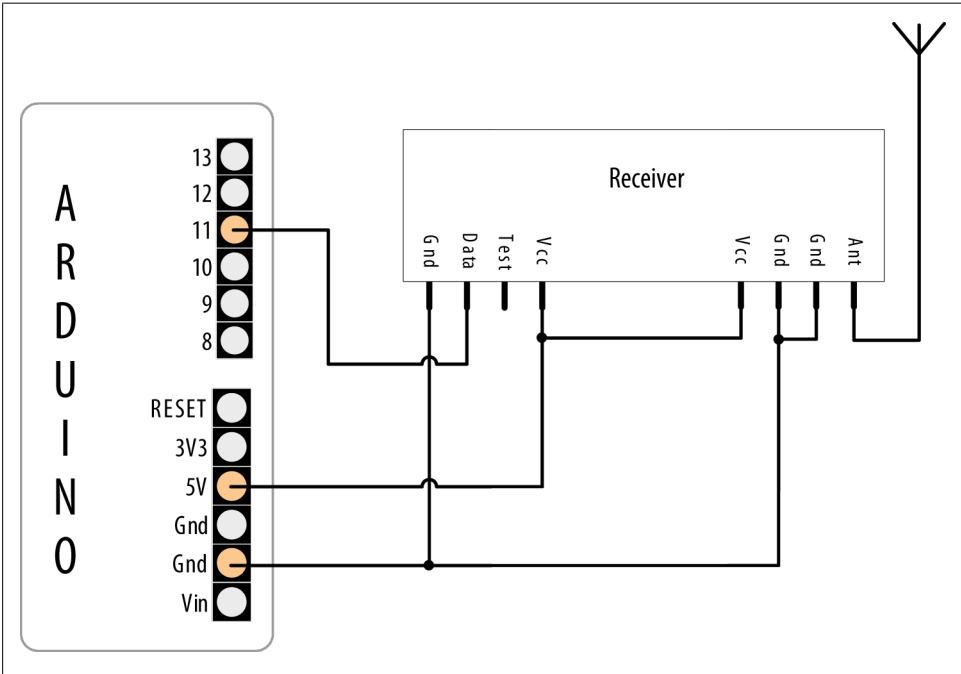 ARDUINO
13
12
11
10
9
8
RESET
3V3
5V
Gnd
Gnd
Vin
Receiver
Gnd
Data
Test
Vcc
Vcc
Gnd
Gnd
Ant